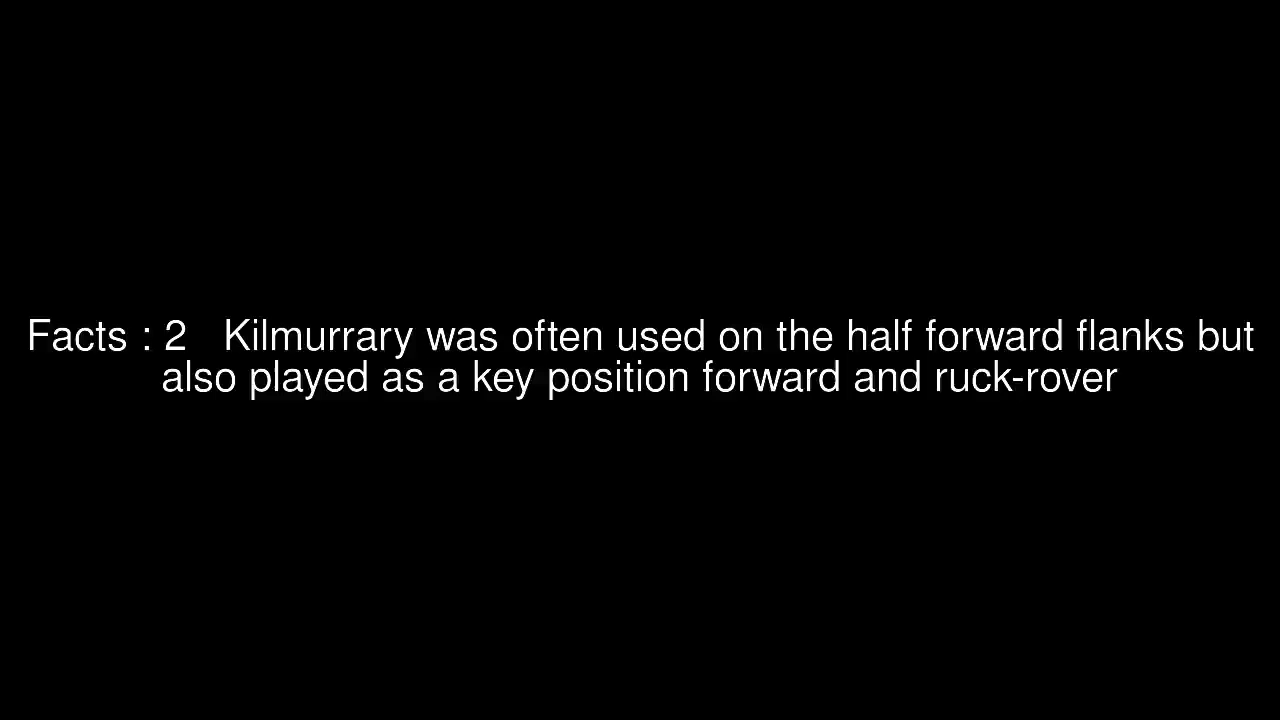 Facts : 2   Kilmurrary was often used on the half forward flanks but
also played as a key position forward and ruck-rover